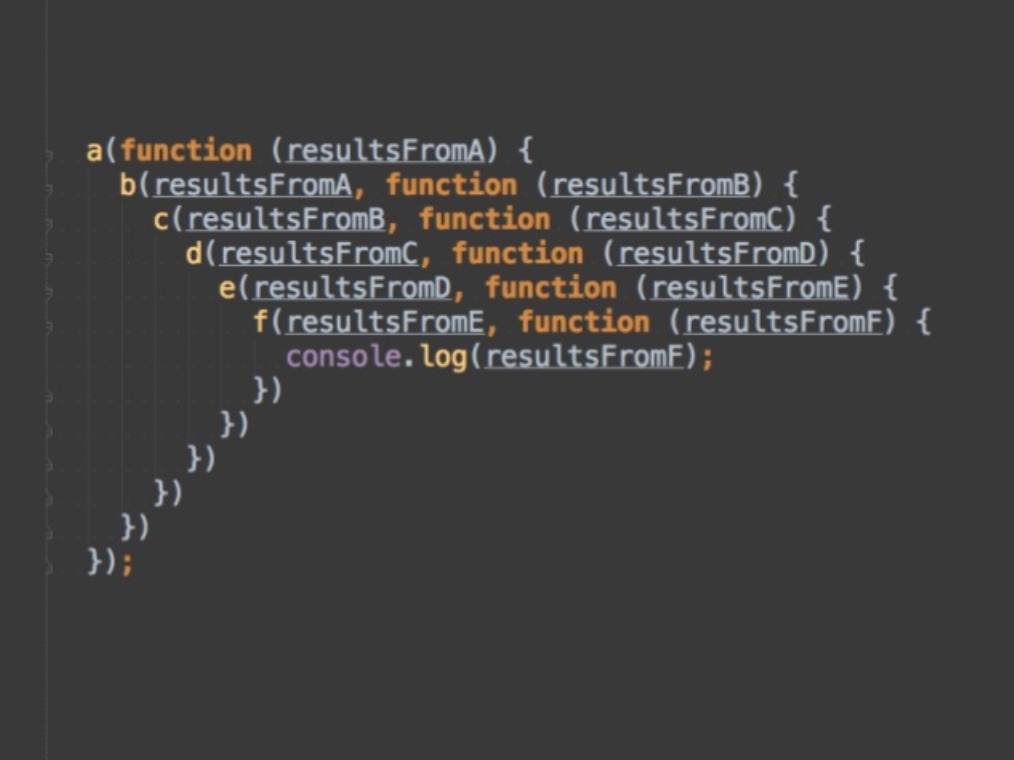 a(function (resultsFromA) {
  b(resultsFromA, function (resultsFromB) {
    c(resultsFromB, function (resultsFromC) {
      d(resultsFromC, function (resultsFromD) {
        e(resultsFromD, function (resultsFromE) {
          f(resultsFromE, function (resultsFromF) {
            console.log(resultsFromF);
          })
        })
      })
    })
  })
});